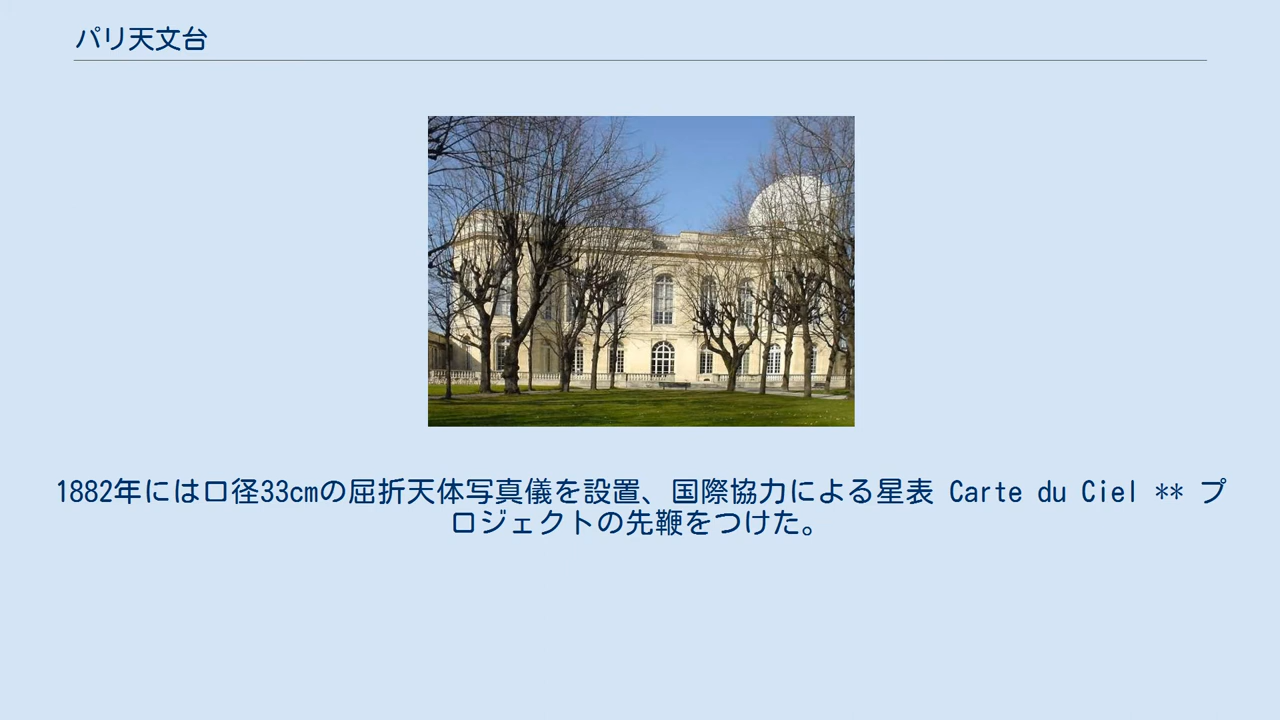 パリ天文台
1882年には口径33cmの屈折天体写真儀を設置、国際協力による星表 Carte du Ciel ** プ
ロジェクトの先鞭をつけた。